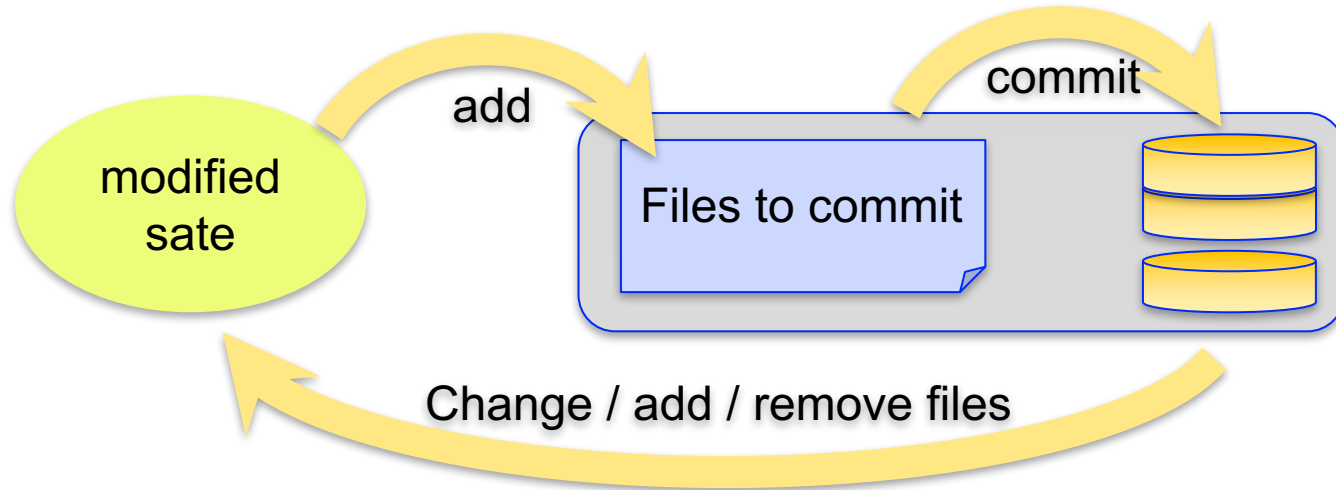 commit
add
modified
sate
Files to commit
Change / add / remove files